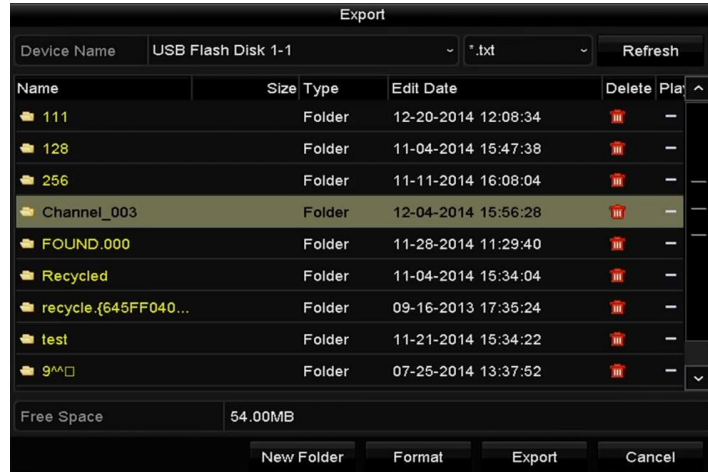 Export
Device Name USB Flash Disk 1-1 *.txt Refresh
Name Size Type Edit Date Delete Play
111 Folder 12-20-2014 12:08:34 –
128 Folder 11-04-2014 15:47:38 –
256 Folder 11-11-2014 16:08:04 –
Channel_003 Folder 12-04-2014 15:56:28 –
FOUND.000 Folder 11-28-2014 11:29:40 –
Recycled Folder 11-04-2014 15:34:04 –
recycle.{645FF040... Folder 09-16-2013 17:35:24 –
test Folder 11-21-2014 15:34:22 –
9^^□ Folder 07-25-2014 13:37:52 –
Free Space 54.00MB
New Folder Format Export Cancel